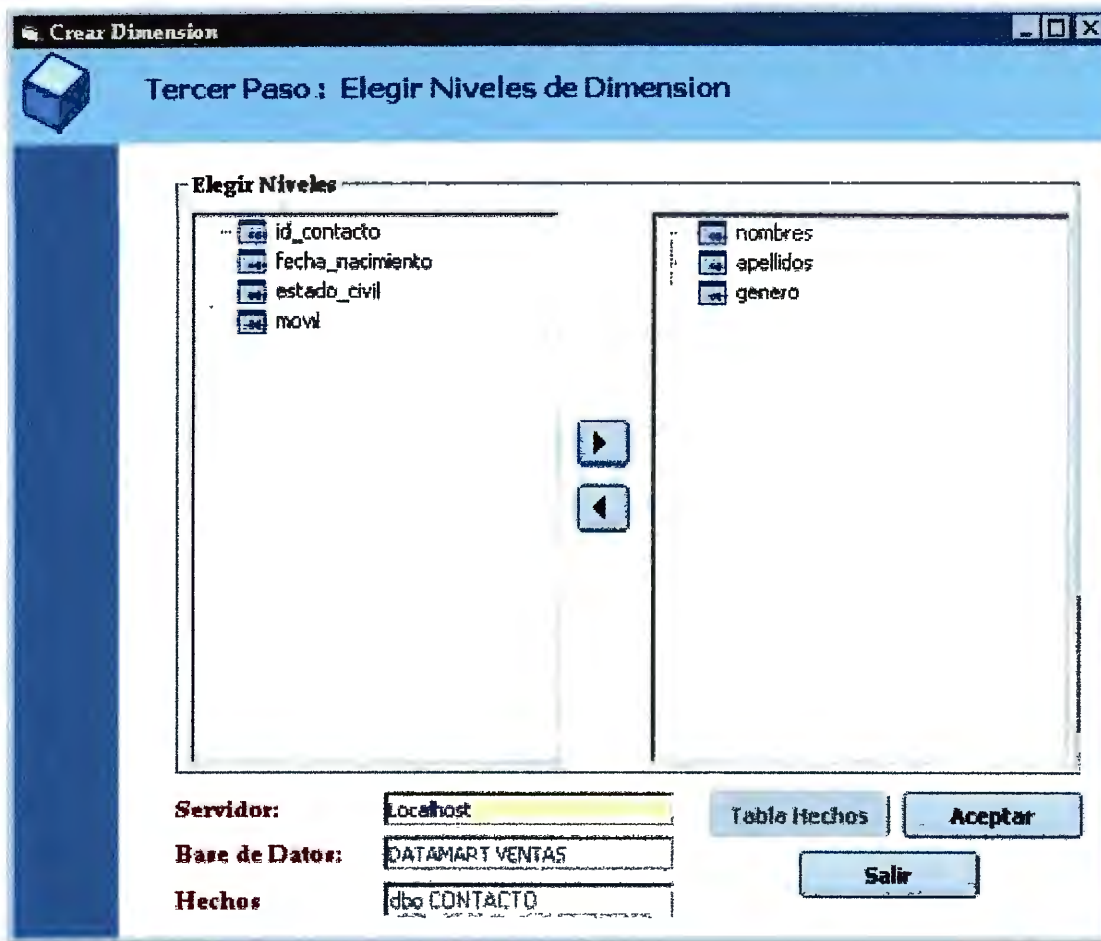 Crear Dimension
Tercer Paso : Elegir Niveles de Dimension
Elegir Niveles
id_contacto
fecha_nacimiento
estado_civil
movil
nombres
apellidos
genero
Servidor: Localhost
Base de Datos: DATAMART VENTAS
Hechos dbo CONTACTO
Tabla Hechos
Aceptar
Salir